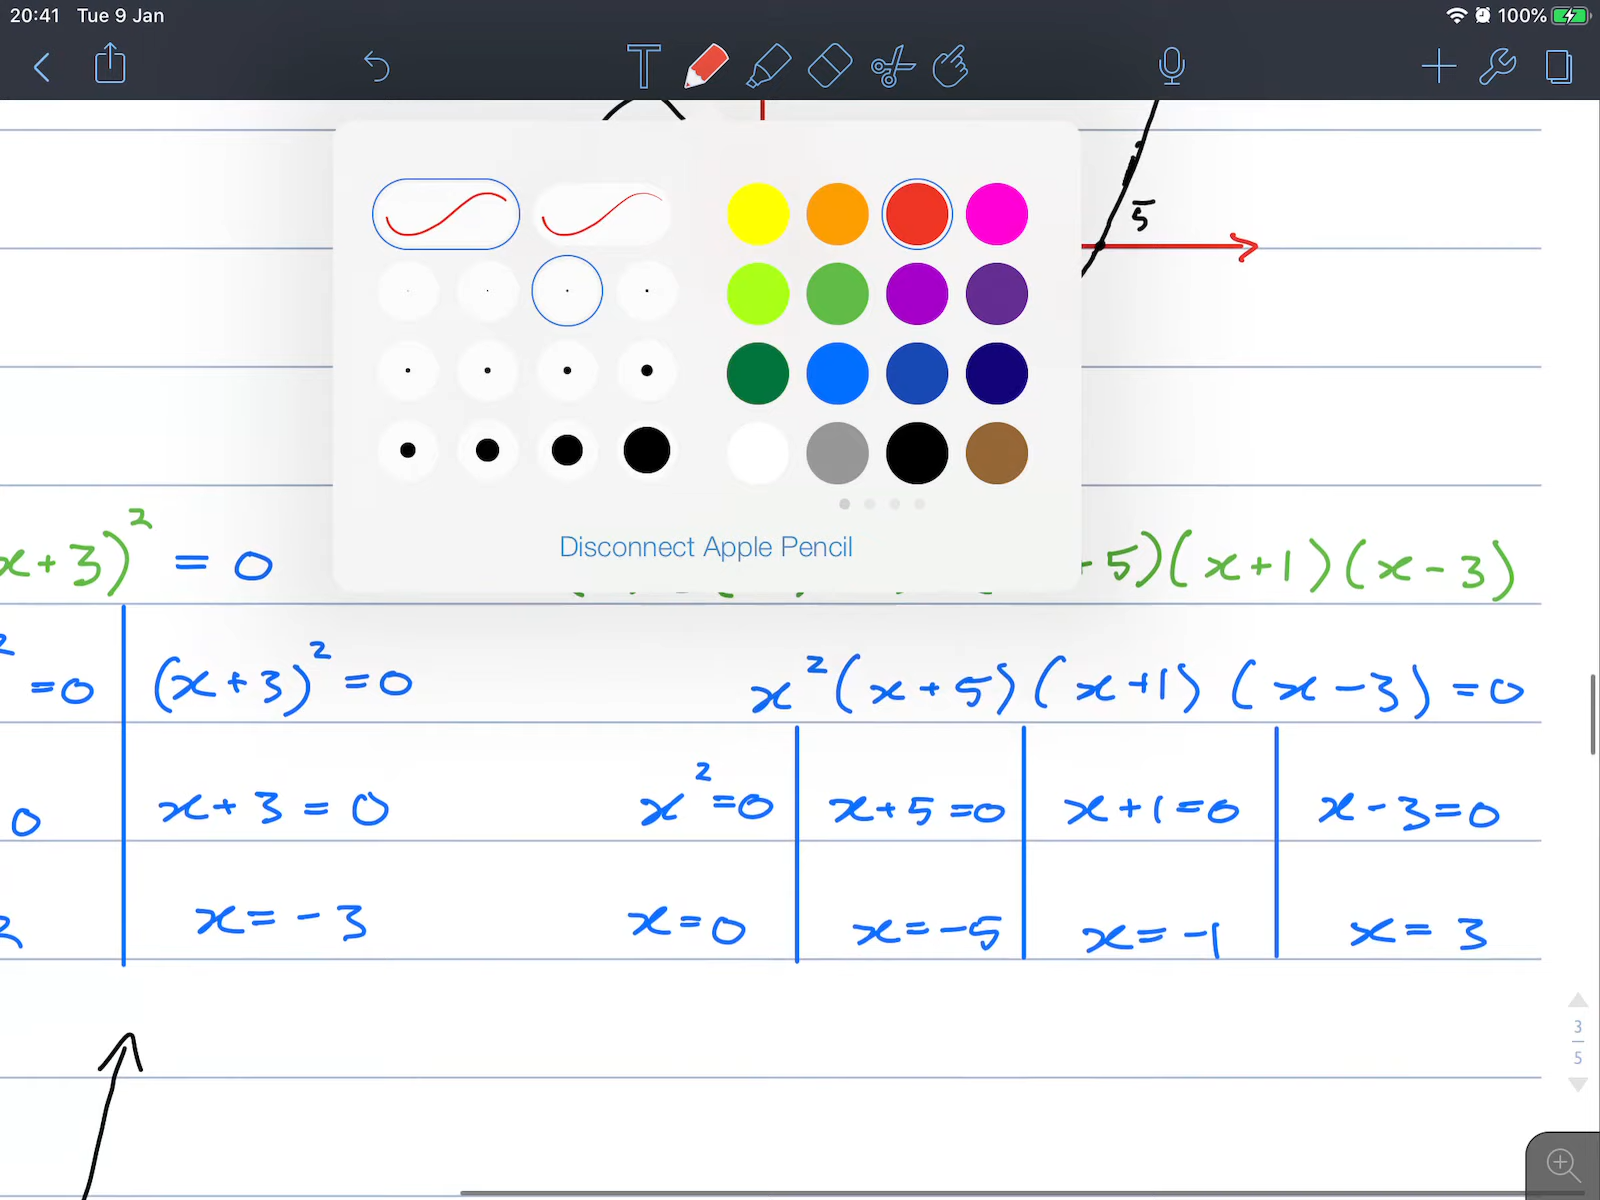 20:41 Tue 9 Jan 100%
T
5
x+3)² = 0
5)(x+1)(x-3)
=0 (x+3)²=0 x²(x+5)(x+1)(x-3)=0
0 x+3=0 x²=0 x+5=0 x+1=0 x-3=0
x=-3 x=0 x=-5 x=-1 x=3
Disconnect Apple Pencil
3
5